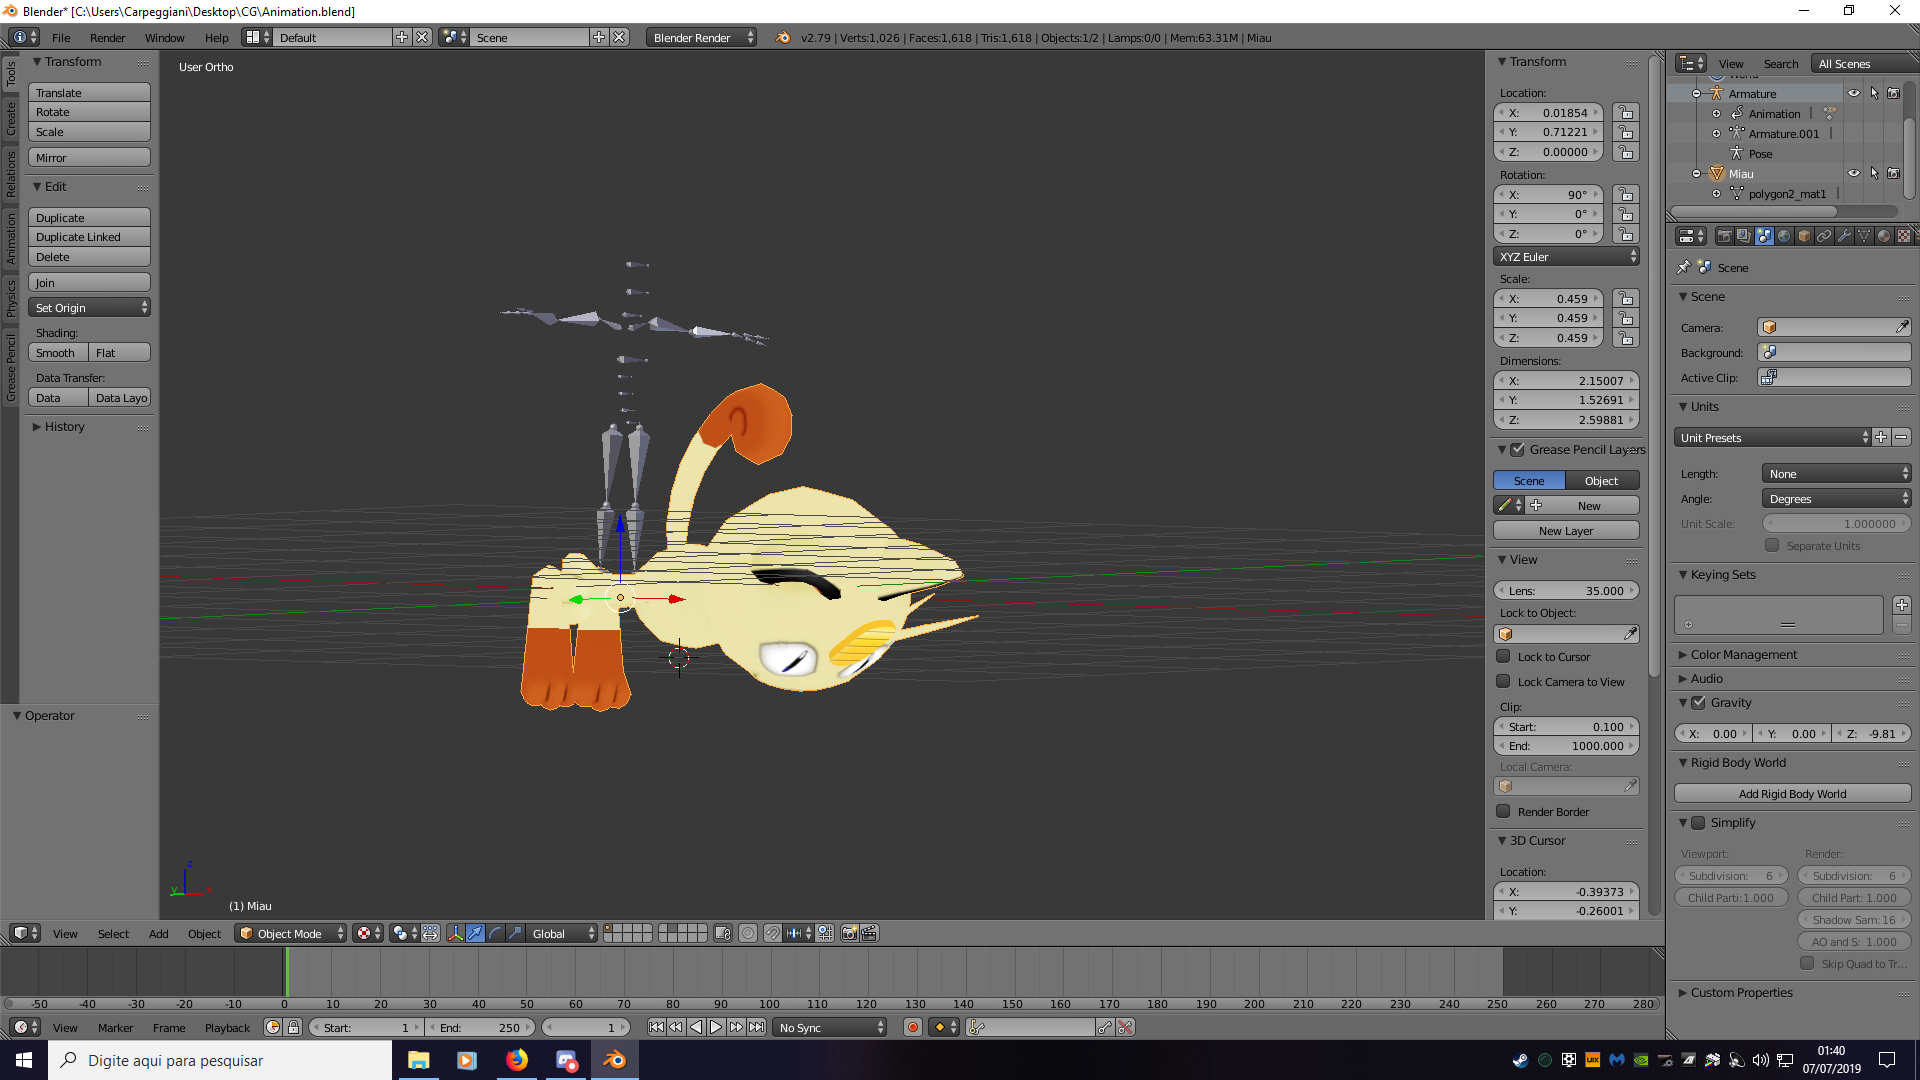 Blender* [C:\Users\Carpeggiani\Desktop\CG\Animation.blend]
File Render Window Help Default Scene Blender Render v2.79 | Verts:1,026 | Faces:1,618 | Tris:1,618 | Objects:1/2 | Lamps:0/0 | Mem:63.31M | Miau
Tools
Create
Relations
Animation
Physics
Grease Pencil
Transform
Translate
Rotate
Scale
Mirror
Edit
Duplicate
Duplicate Linked
Delete
Join
Set Origin
Shading:
Smooth Flat
Data Transfer:
Data Data Layo
History
Operator
User Ortho
z
y
x
(1) Miau
Transform
Location:
X: 0.01854
Y: 0.71221
Z: 0.00000
Rotation:
X: 90°
Y: 0°
Z: 0°
XYZ Euler
Scale:
X: 0.459
Y: 0.459
Z: 0.459
Dimensions:
X: 2.15007
Y: 1.52691
Z: 2.59881
Grease Pencil Layers
Scene Object
New
New Layer
View
Lens: 35.000
Lock to Object:
Lock to Cursor
Lock Camera to View
Clip:
Start: 0.100
End: 1000.000
Local Camera:
Render Border
3D Cursor
Location:
X: -0.39373
Y: -0.26001
View Search All Scenes
World
Armature
Animation
Armature.001
Pose
Miau
polygon2_mat1
Scene
Scene
Camera:
Background:
Active Clip:
Units
Unit Presets
Length: None
Angle: Degrees
Unit Scale: 1.000000
Separate Units
Keying Sets
Color Management
Audio
Gravity
X: 0.00 Y: 0.00 Z: -9.81
Rigid Body World
Add Rigid Body World
Simplify
Viewport: Render:
Subdivision: 6 Subdivision: 6
Child Parti: 1.000 Child Part: 1.000
Shadow Sam: 16
AO and S: 1.000
Skip Quad to Tr...
Custom Properties
View Select Add Object Object Mode Global
-50 -40 -30 -20 -10 0 10 20 30 40 50 60 70 80 90 100 110 120 130 140 150 160 170 180 190 200 210 220 230 240 250 260 270 280
View Marker Frame Playback Start: 1 End: 250 1 No Sync
Digite aqui para pesquisar
01:40
07/07/2019